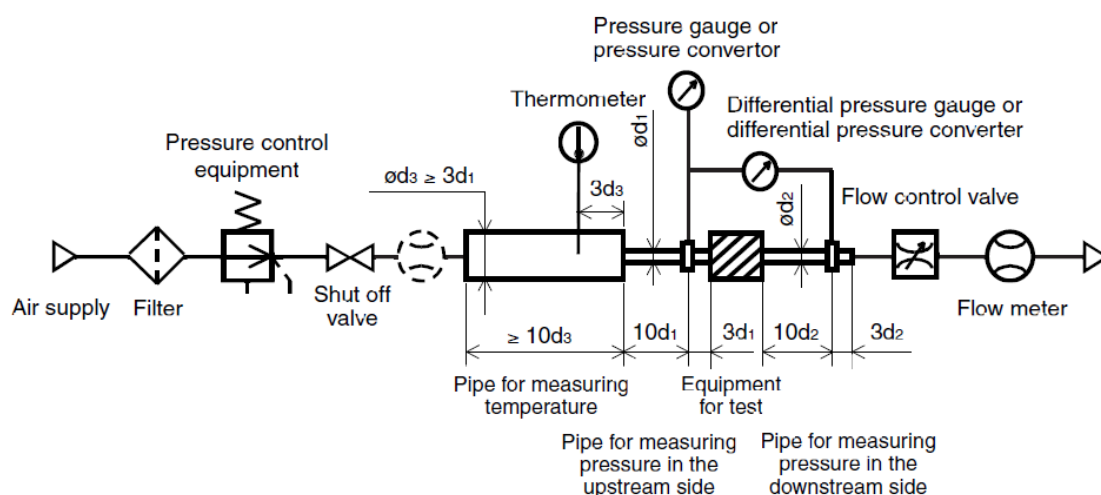 Pressure gauge or
pressure convertor
Thermometer
ød₁
Differential pressure gauge or
differential pressure converter
Pressure control
equipment
ød₃ ≥ 3d₁
3d₃
ød₂
Flow control valve
Air supply
Filter
Shut off
valve
Flow meter
≥ 10d₃
10d₁
3d₁
10d₂
3d₂
Pipe for measuring
temperature
Equipment
for test
Pipe for measuring
pressure in the
upstream side
Pipe for measuring
pressure in the
downstream side